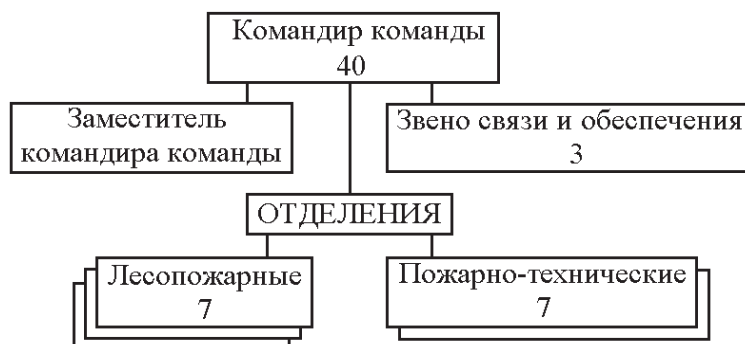 Командир команды
40
Заместитель
командира команды
Звено связи и обеспечения
3
ОТДЕЛЕНИЯ
Лесопожарные
7
Пожарно-технические
7